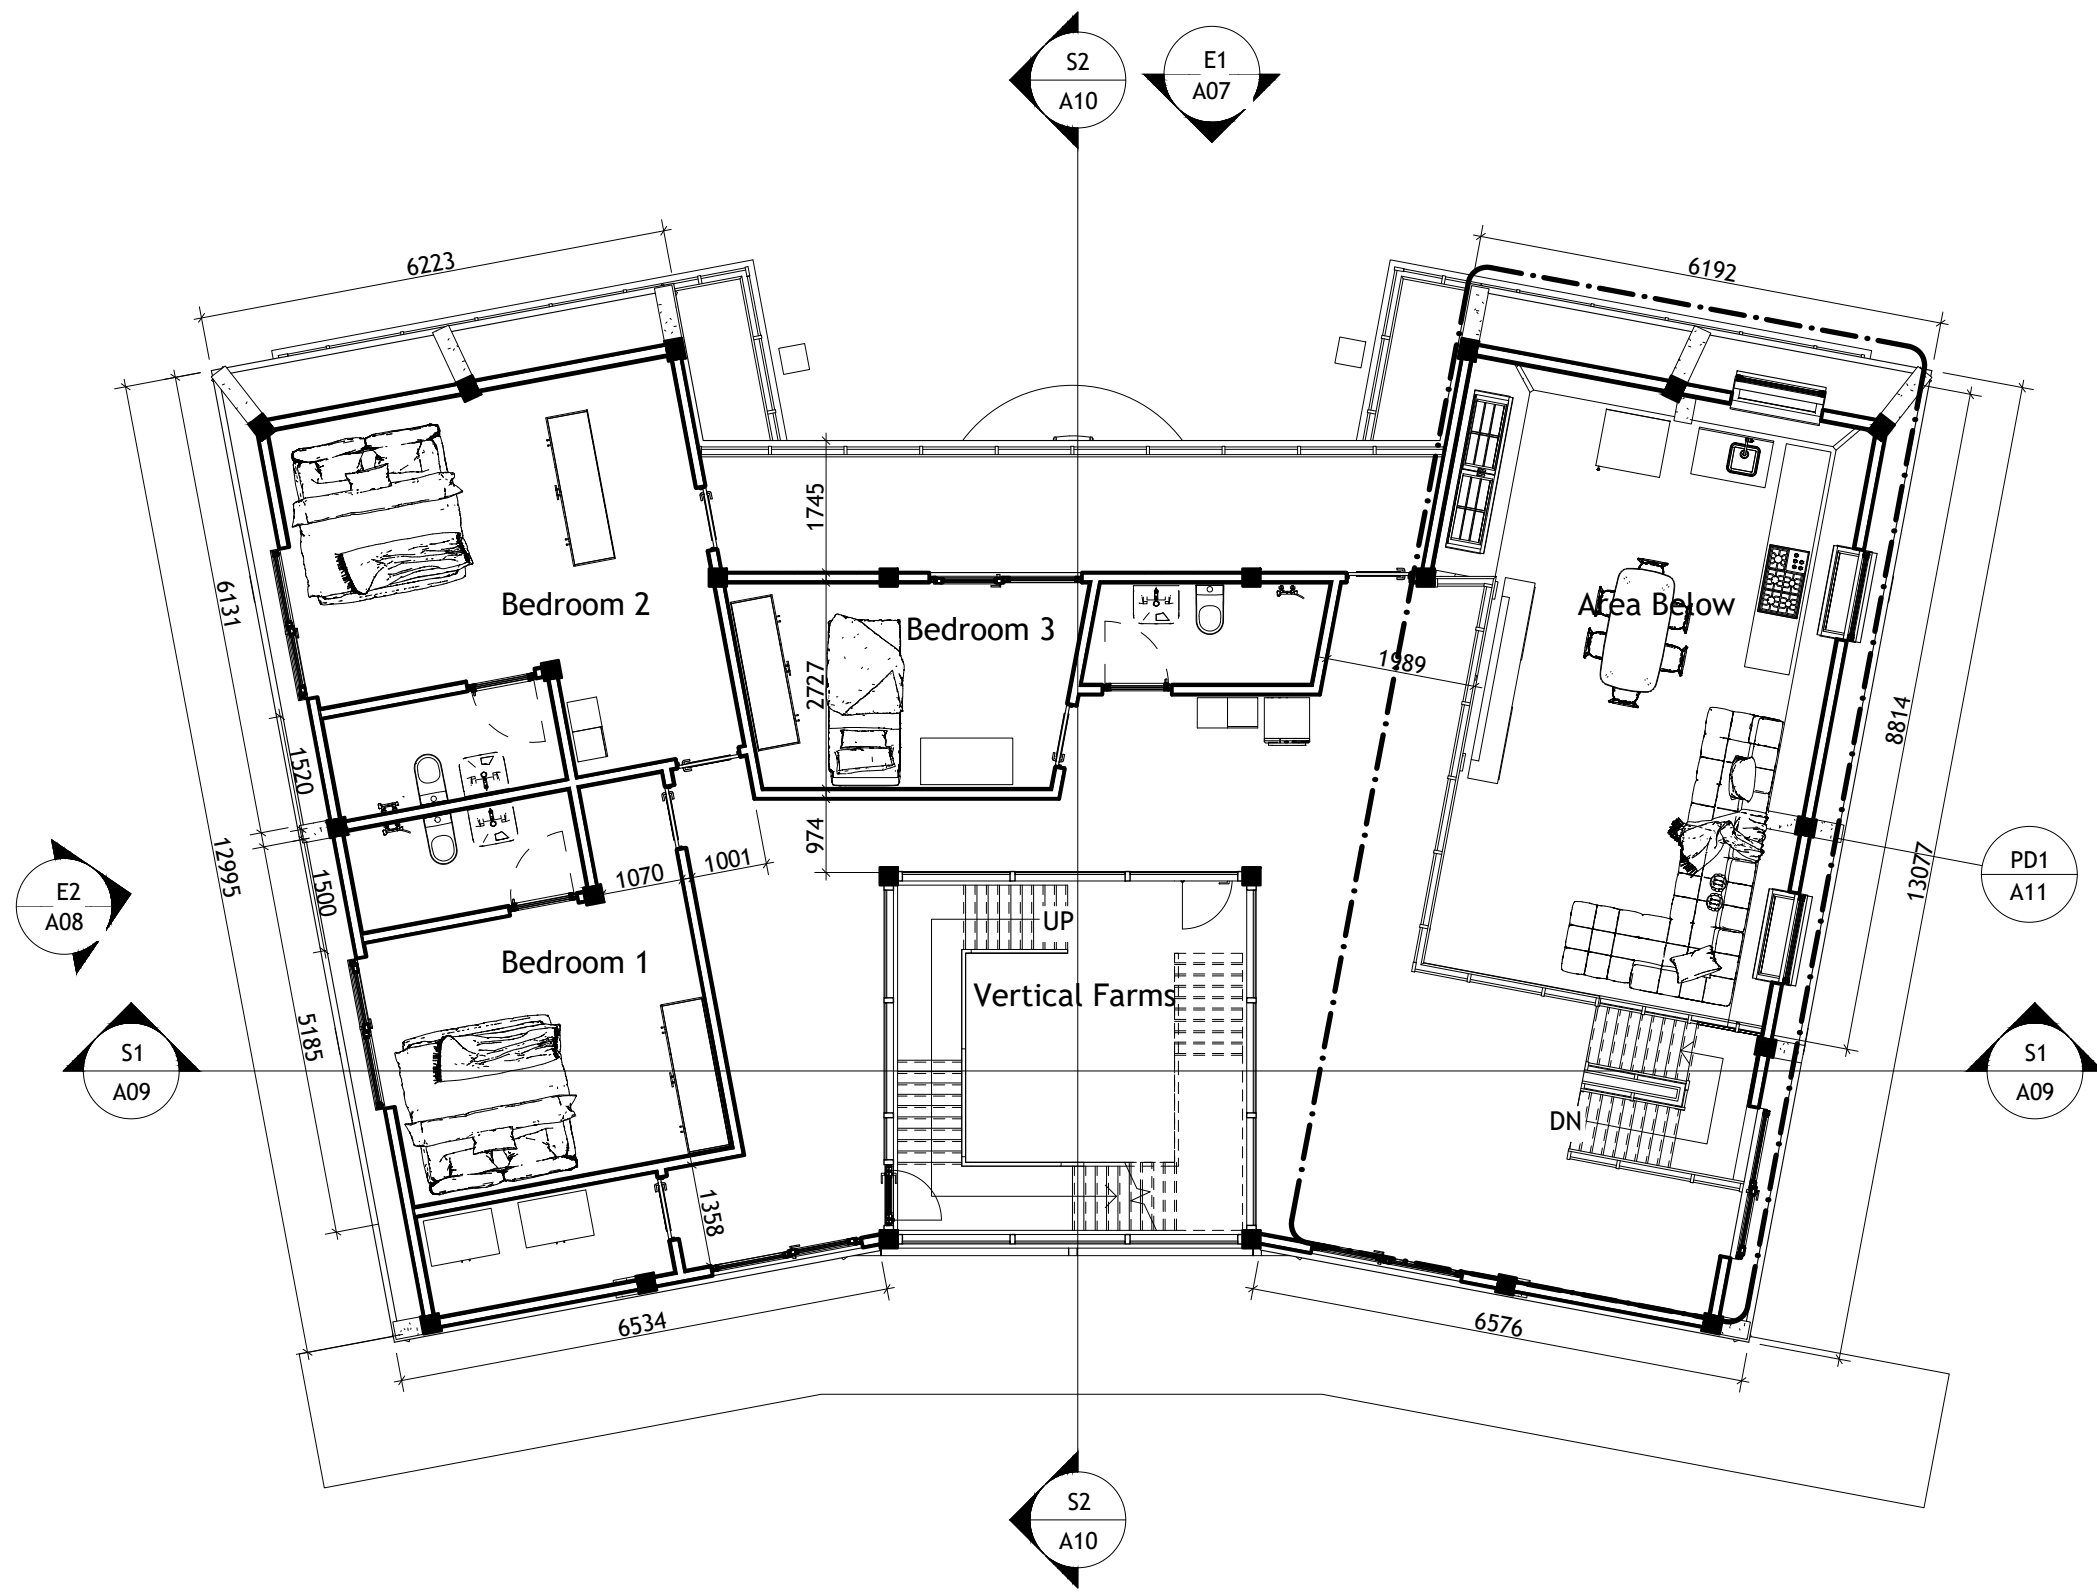 S2
A10
E1
A07
6223
6192
1745
6131
Bedroom 2
Bedroom 3
Area Below
1989
2727
8814
1520
974
12995
1500
1070
1001
13077
PD1
A11
E2
A08
UP
Bedroom 1
Vertical Farms
5185
S1
A09
S1
A09
DN
1358
6534
6576
S2
A10